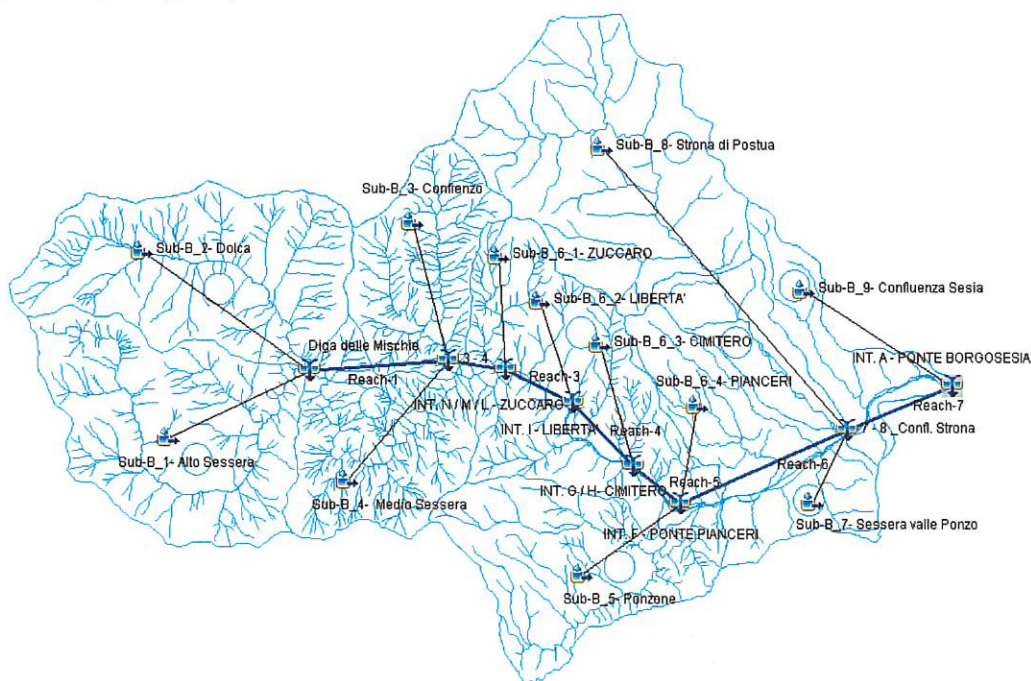 Sub-B_8- Strona di Postua
Sub-B_3- Confienzo
Sub-B_2- Dolca
Sub-B_6_1- ZUCCARO
Sub-B_9- Confluenza Sesia
Sub-B_6_2- LIBERTA'
Sub-B_6_3- CIMITERO
Diga delle Mischie
3 - 4
INT. A - PONTE BORGOSESIA
Reach-1
Reach-3
Sub-B_6_4- PIANCERI
INT. N / M / L - ZUCCARO
Reach-7
INT. I - LIBERTA'
Reach-4
- 8_Confl. Strona
Sub-B_1- Alto Sessera
Reach-6
Reach-5
INT. G / H- CIMITERO
Sub-B_4- Medio Sessera
Sub-B_7- Sessera valle Ponzo
INT. F - PONTE PIANCERI
Sub-B_5- Ponzone